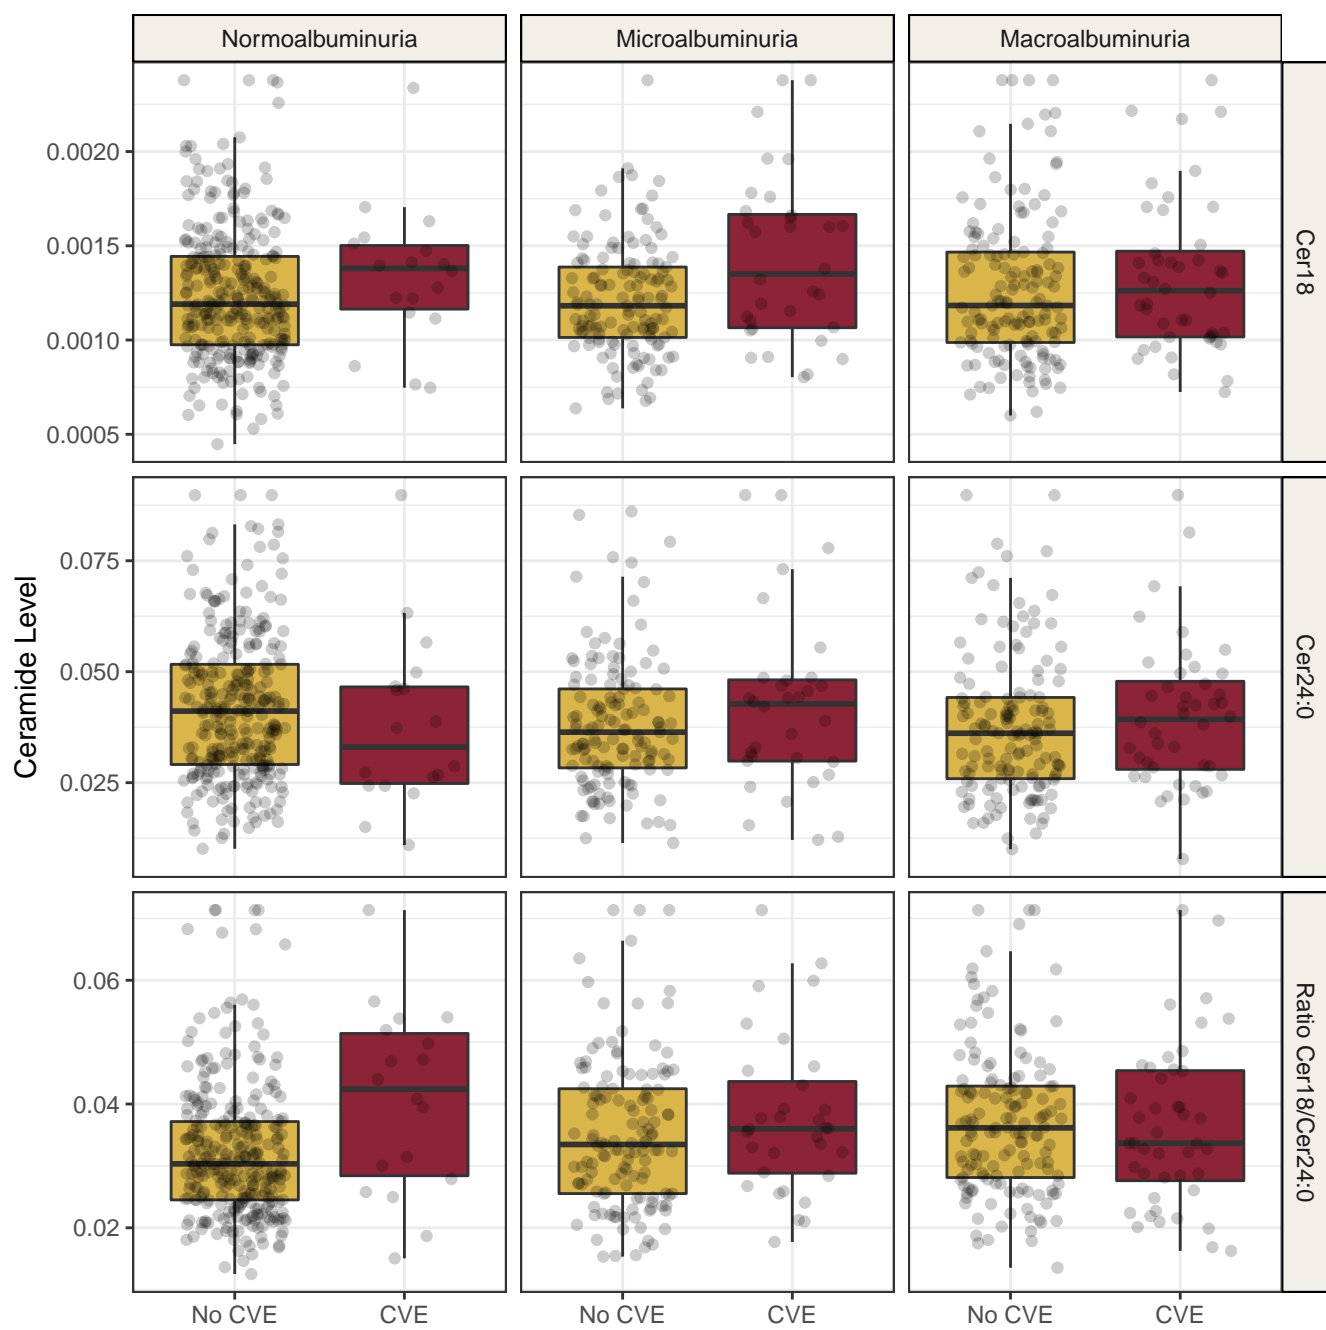 Normoalbuminuria
Microalbuminuria
Macroalbuminuria
Ceramide Level
0.0020
0.0015
0.0010
0.0005
Cer18
0.075
0.050
0.025
Cer24:0
0.06
0.04
0.02
Ratio Cer18/Cer24:0
No CVE
CVE
No CVE
CVE
No CVE
CVE